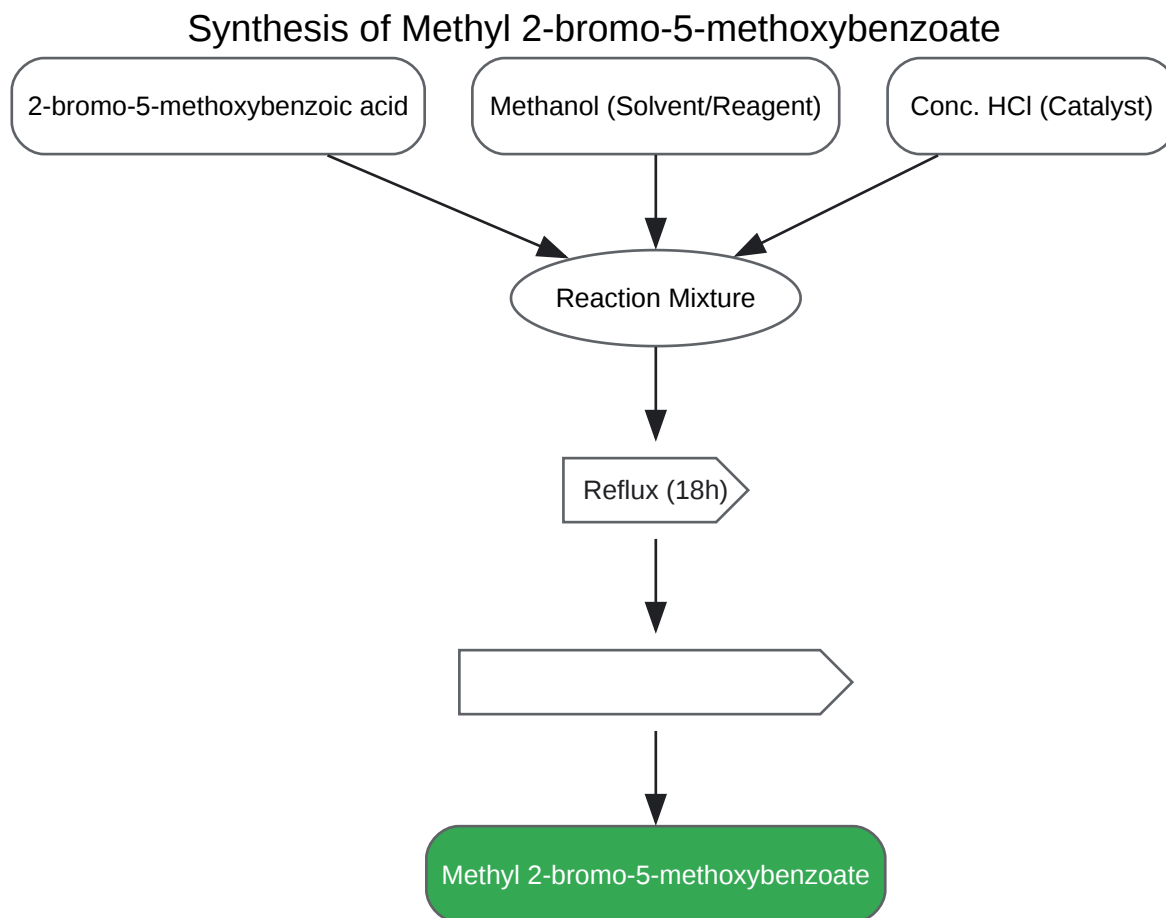 Synthesis of Methyl 2-bromo-5-methoxybenzoate
2-bromo-5-methoxybenzoic acid
Methanol (Solvent/Reagent)
Conc. HCl (Catalyst)
Reaction Mixture
Reflux (18h)
Methyl 2-bromo-5-methoxybenzoate